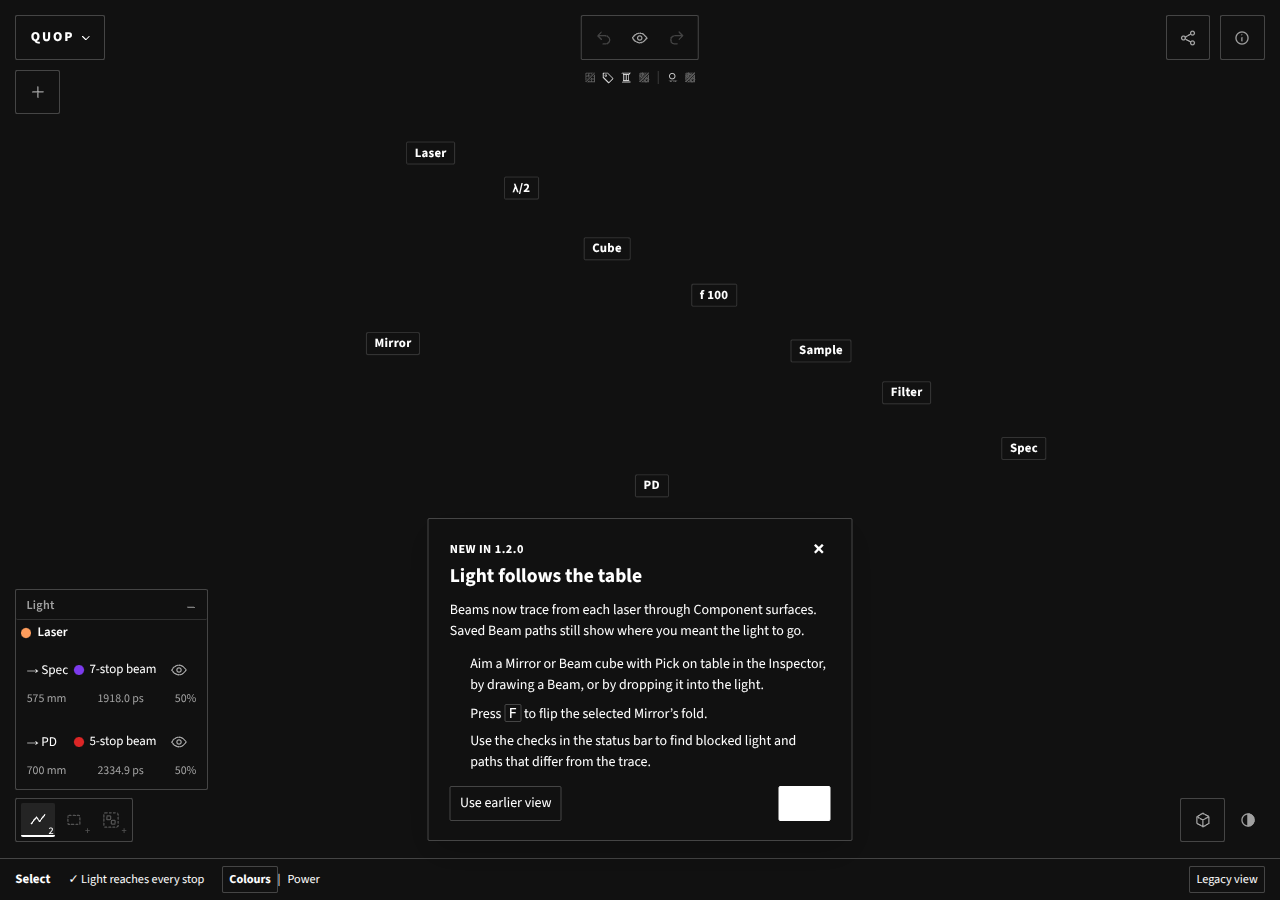 QUOP
Laser
λ/2
Cube
f 100
Mirror
Sample
Filter
Spec
PD
NEW IN 1.2.0
Light follows the table
Beams now trace from each laser through Component surfaces.
Saved Beam paths still show where you meant the light to go.
Aim a Mirror or Beam cube with Pick on table in the Inspector,
by drawing a Beam, or by dropping it into the light.
Press F to flip the selected Mirror’s fold.
Use the checks in the status bar to find blocked light and
paths that differ from the trace.
Use earlier view
Light
Laser
→ Spec 7-stop beam
575 mm 1918.0 ps 50%
→ PD 5-stop beam
700 mm 2334.9 ps 50%
2
Select ✓ Light reaches every stop Colours | Power Legacy view